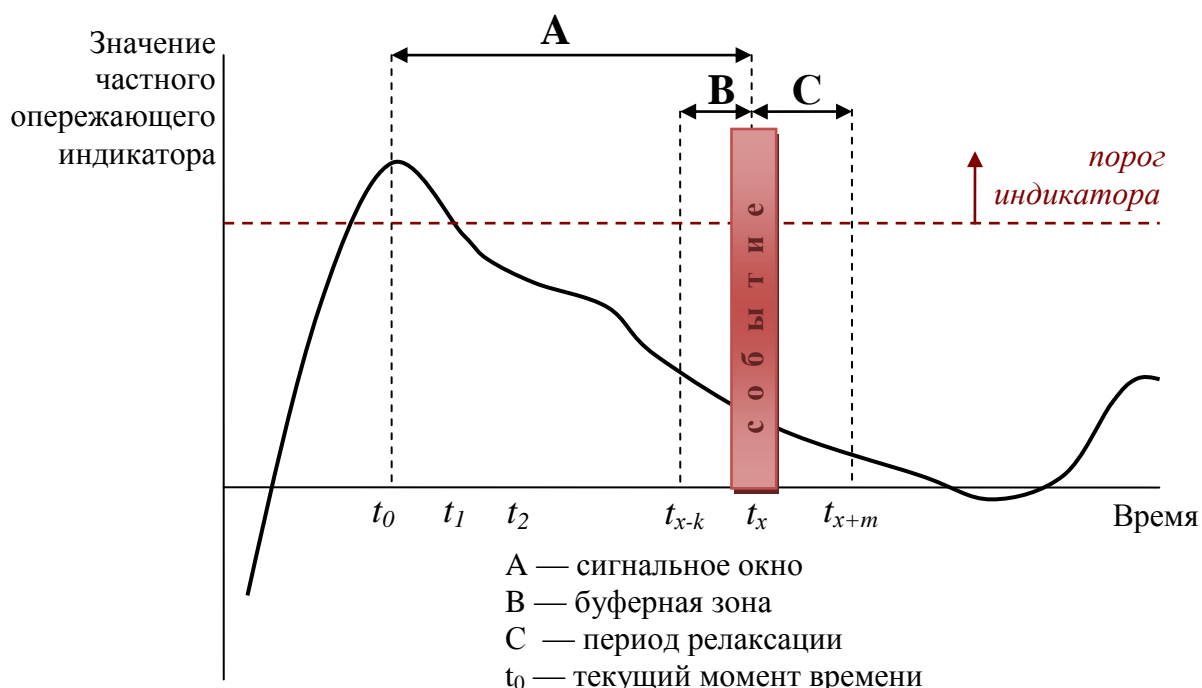 Значение
частного
опережающего
индикатора
A
B
C
порог
индикатора
событие
t0
t1
t2
tx-k
tx
tx+m
Время
A — сигнальное окно
B — буферная зона
C — период релаксации
t0 — текущий момент времени